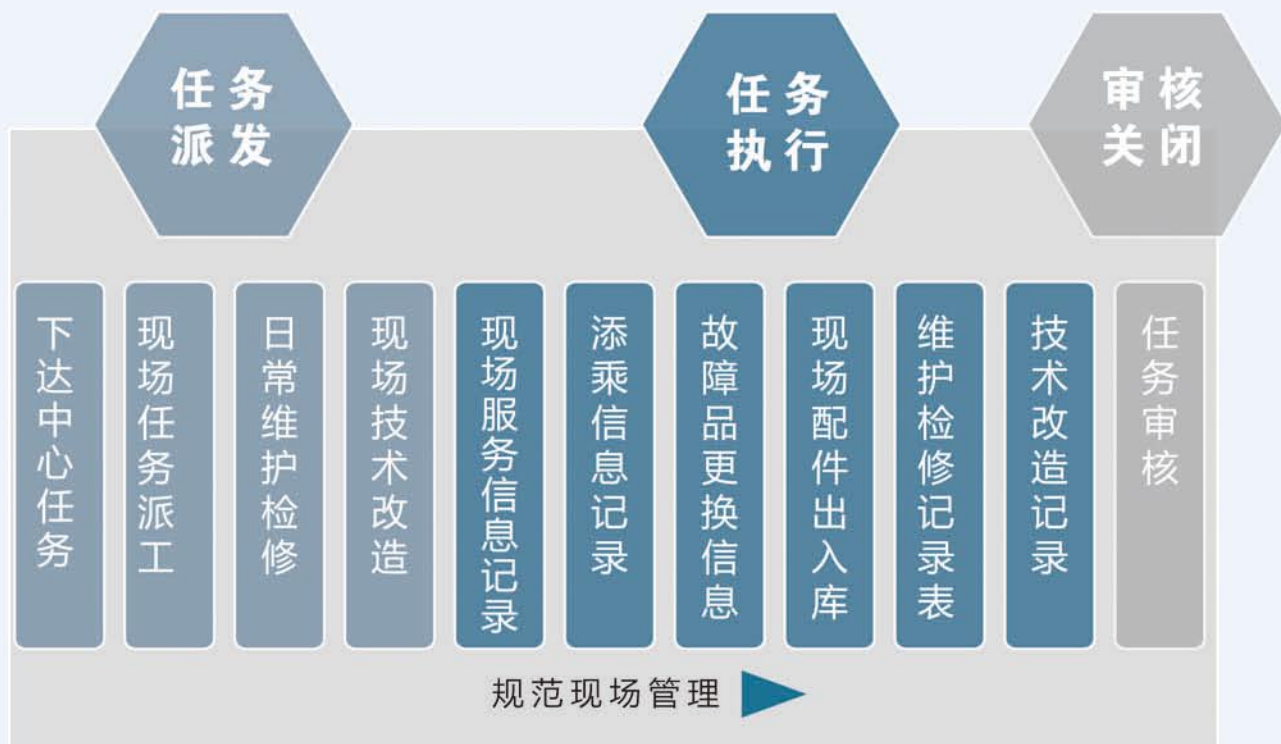 任务
派发
任务
执行
审核
关闭
下达中心任务
现场任务派工
日常维护检修
现场技术改造
现场服务信息记录
添乘信息记录
故障品更换信息
现场配件出入库
维护检修记录表
技术改造记录
任务审核
规范现场管理